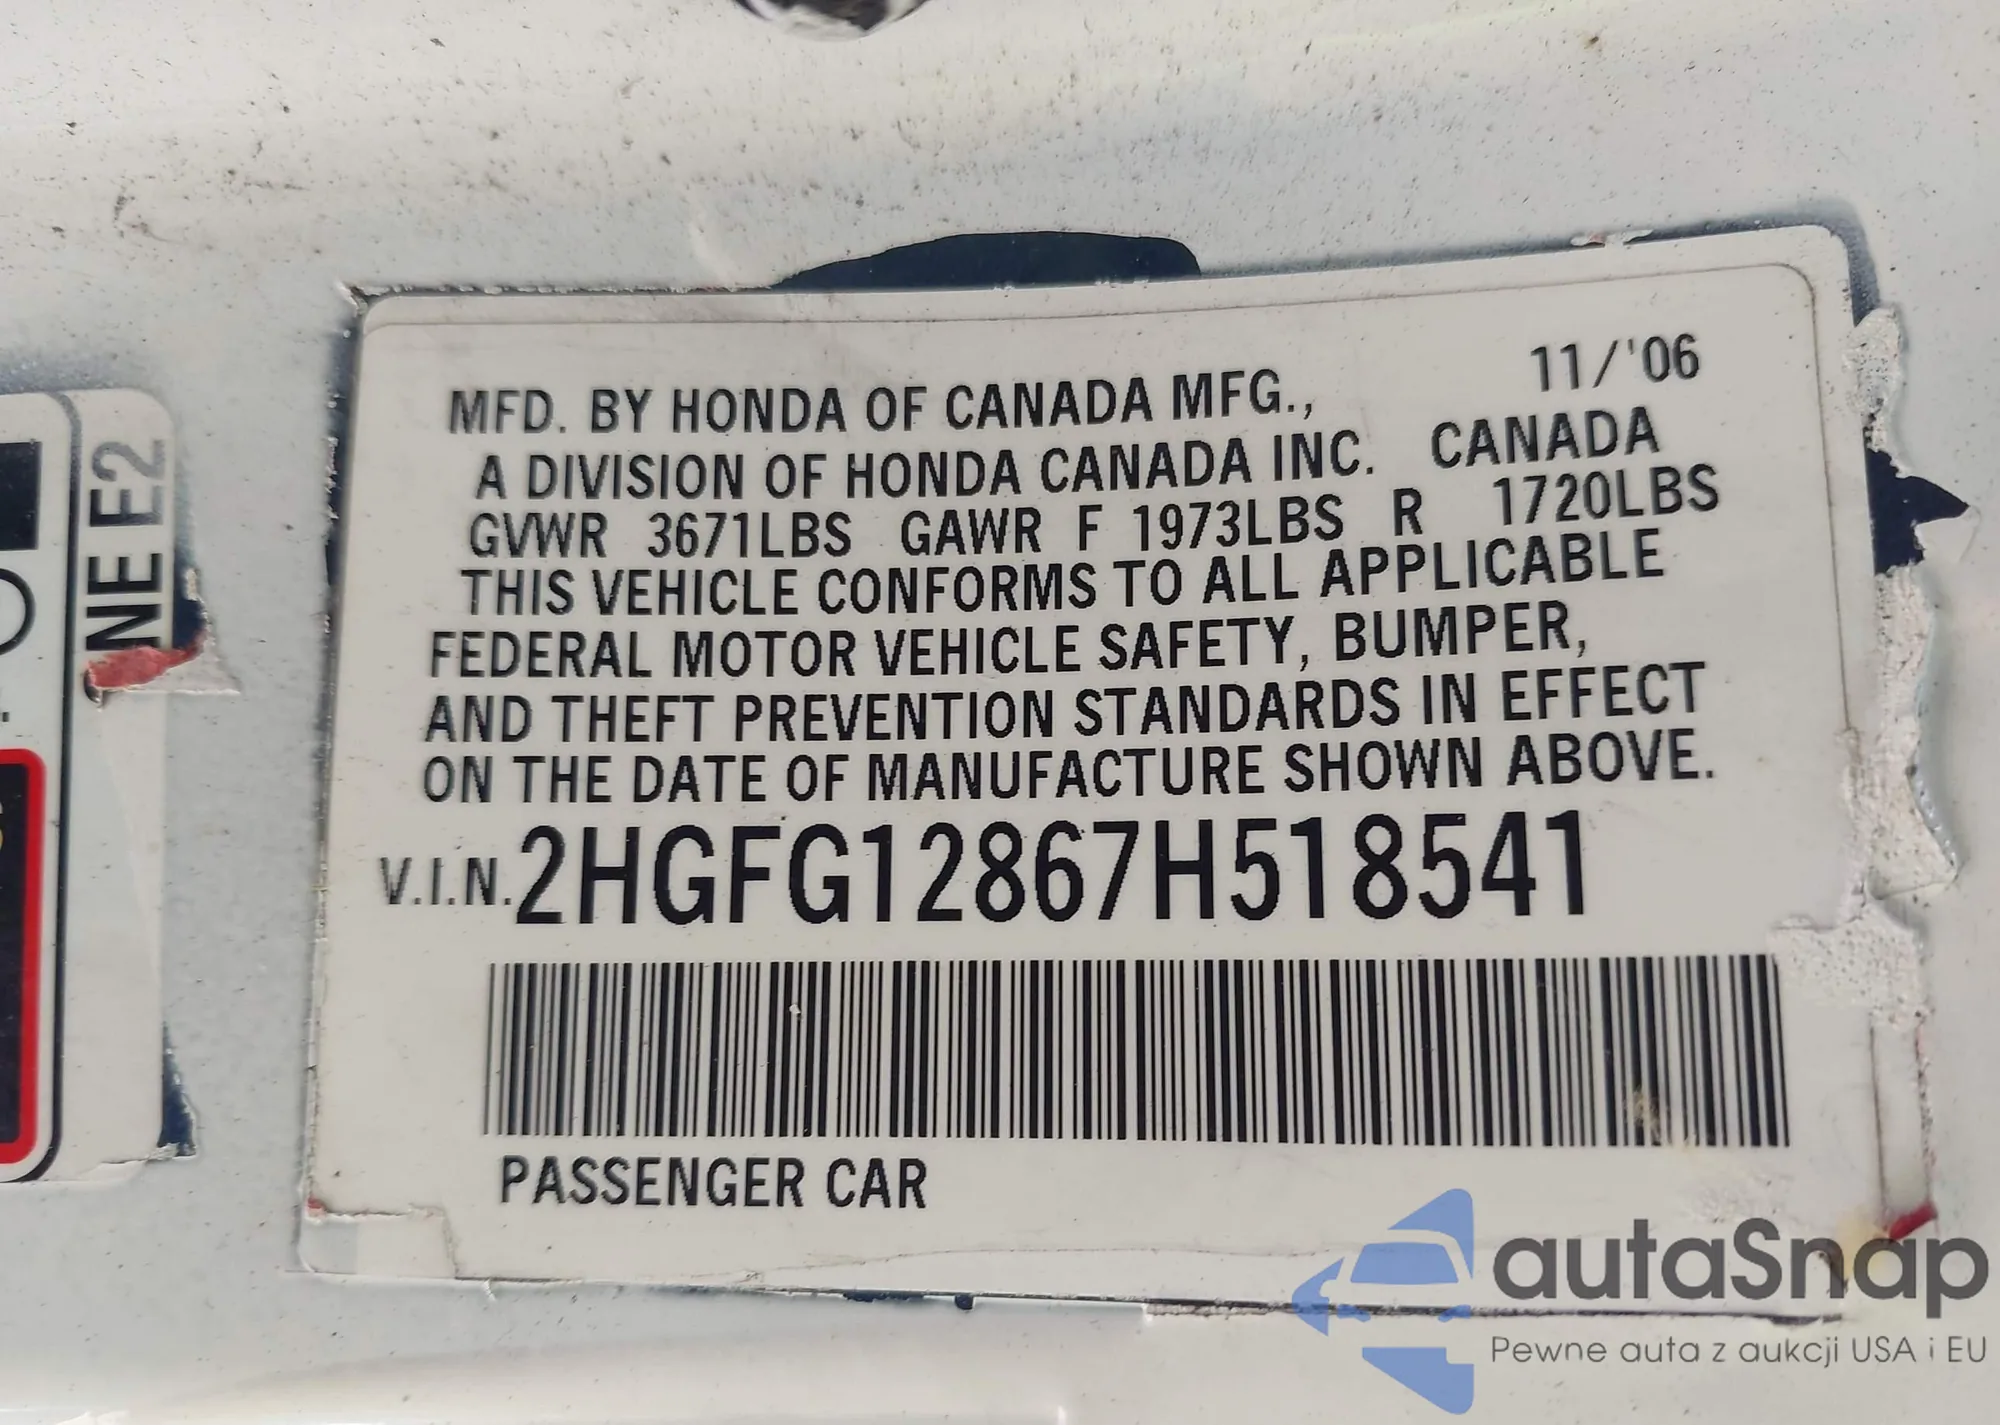 11/'06
MFD. BY HONDA OF CANADA MFG.,
A DIVISION OF HONDA CANADA INC. CANADA
GVWR 3671LBS GAWR F 1973LBS R 1720LBS
THIS VEHICLE CONFORMS TO ALL APPLICABLE
FEDERAL MOTOR VEHICLE SAFETY, BUMPER,
AND THEFT PREVENTION STANDARDS IN EFFECT
ON THE DATE OF MANUFACTURE SHOWN ABOVE.
V.I.N. 2HGFG12867H518541
PASSENGER CAR
NE E2
autaSnap
Pewne auta z aukcji USA i EU